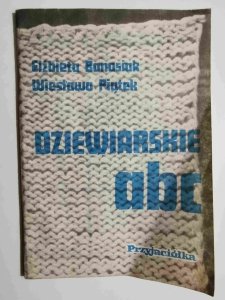 Elżbieta Banasiak
Wiesława Piątek
DZIEWIARSKIE
abc
Przyjaciółka